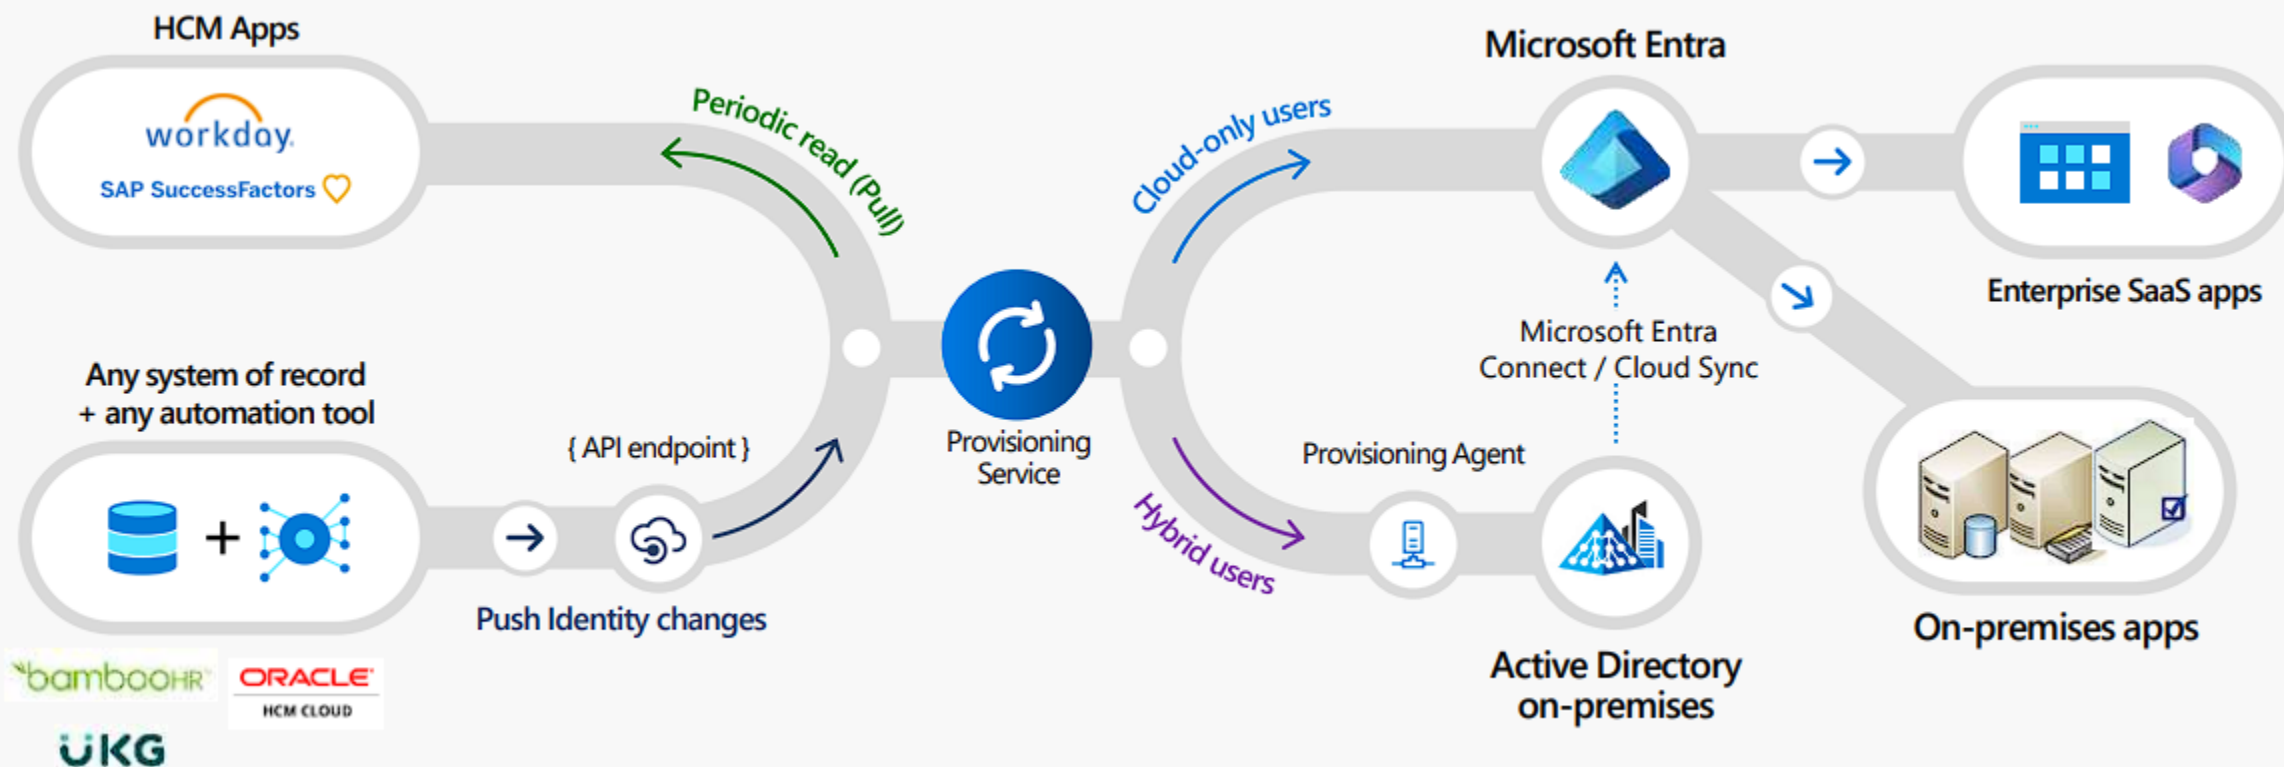 HCM Apps
workday.
SAP SuccessFactors
Periodic read (Pull)
Any system of record
+ any automation tool
{ API endpoint }
+
Push Identity changes
bambooHR™
ORACLE®
HCM CLOUD
UKG
Provisioning
Service
Cloud-only users
Hybrid users
Microsoft Entra
Microsoft Entra
Connect / Cloud Sync
Provisioning Agent
Active Directory
on-premises
Enterprise SaaS apps
On-premises apps